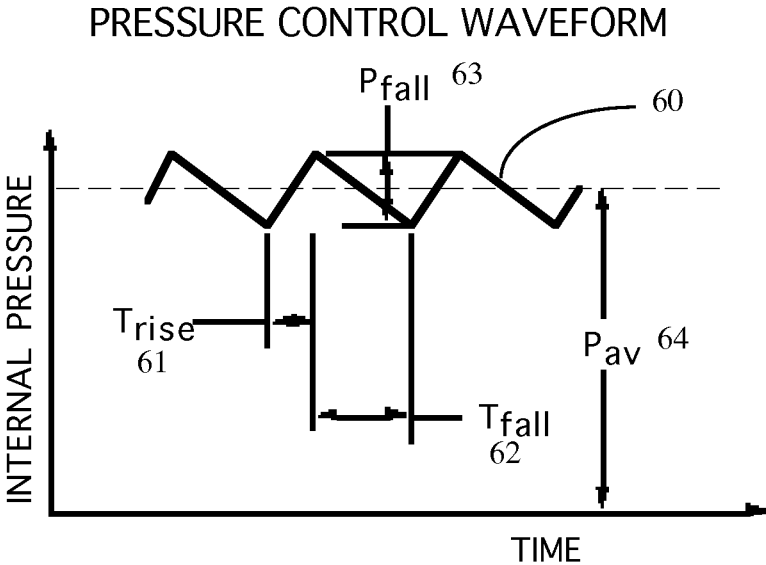 PRESSURE CONTROL WAVEFORM
Pfall 63
60
INTERNAL PRESSURE
Trise
61
Pav 64
Tfall
62
TIME